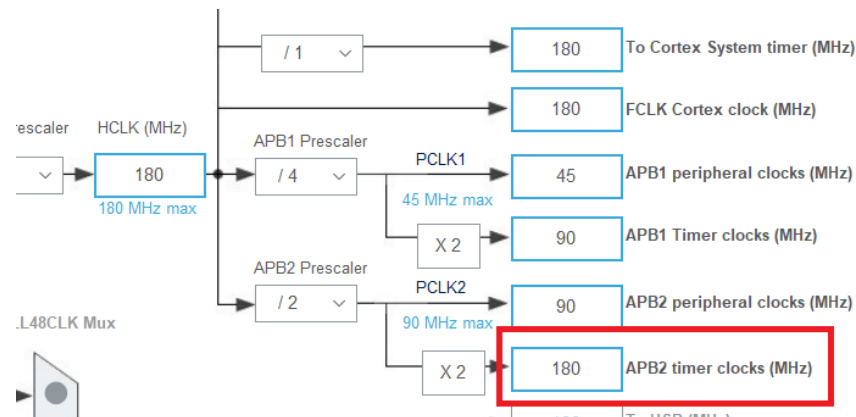 / 1
180
To Cortex System timer (MHz)
180
FCLK Cortex clock (MHz)
rescaler
HCLK (MHz)
APB1 Prescaler
180
/ 4
PCLK1
45
APB1 peripheral clocks (MHz)
180 MHz max
45 MHz max
X 2
90
APB1 Timer clocks (MHz)
APB2 Prescaler
/ 2
PCLK2
90
APB2 peripheral clocks (MHz)
LL48CLK Mux
90 MHz max
X 2
180
APB2 timer clocks (MHz)